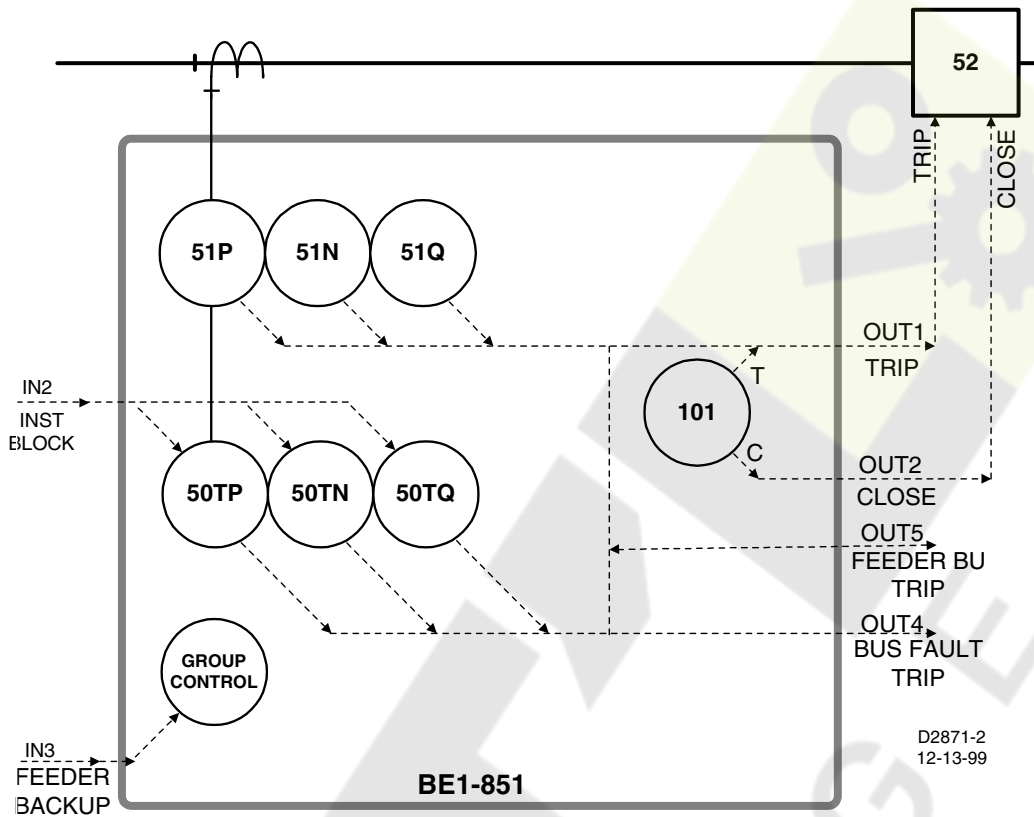 52
TRIP
CLOSE
51P
51N
51Q
OUT1
TRIP
IN2
INST
BLOCK
T
101
C
OUT2
CLOSE
50TP
50TN
50TQ
OUT5
FEEDER BU
TRIP
OUT4
BUS FAULT
TRIP
GROUP
CONTROL
IN3
FEEDER
BACKUP
BE1-851
D2871-2
12-13-99
G E